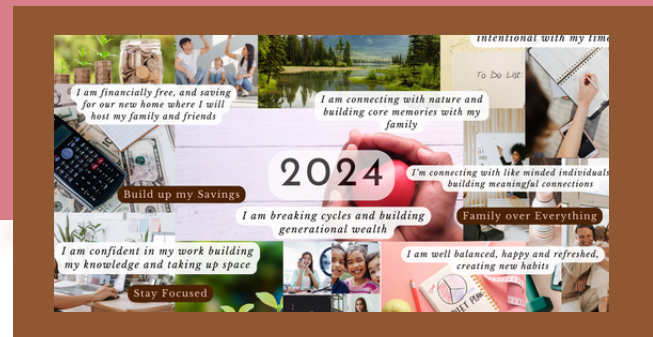 intentional with my time
To Do List
I am financially free, and saving
for our new home where I will
host my family and friends
I am connecting with nature and
building core memories with my
family
2024
I'm connecting with like minded individuals
building meaningful connections
Build up my Savings
I am breaking cycles and building
generational wealth
Family over Everything
I am confident in my work building
my knowledge and taking up space
I am well balanced, happy and refreshed,
creating new habits
Stay Focused
DIET PLAN